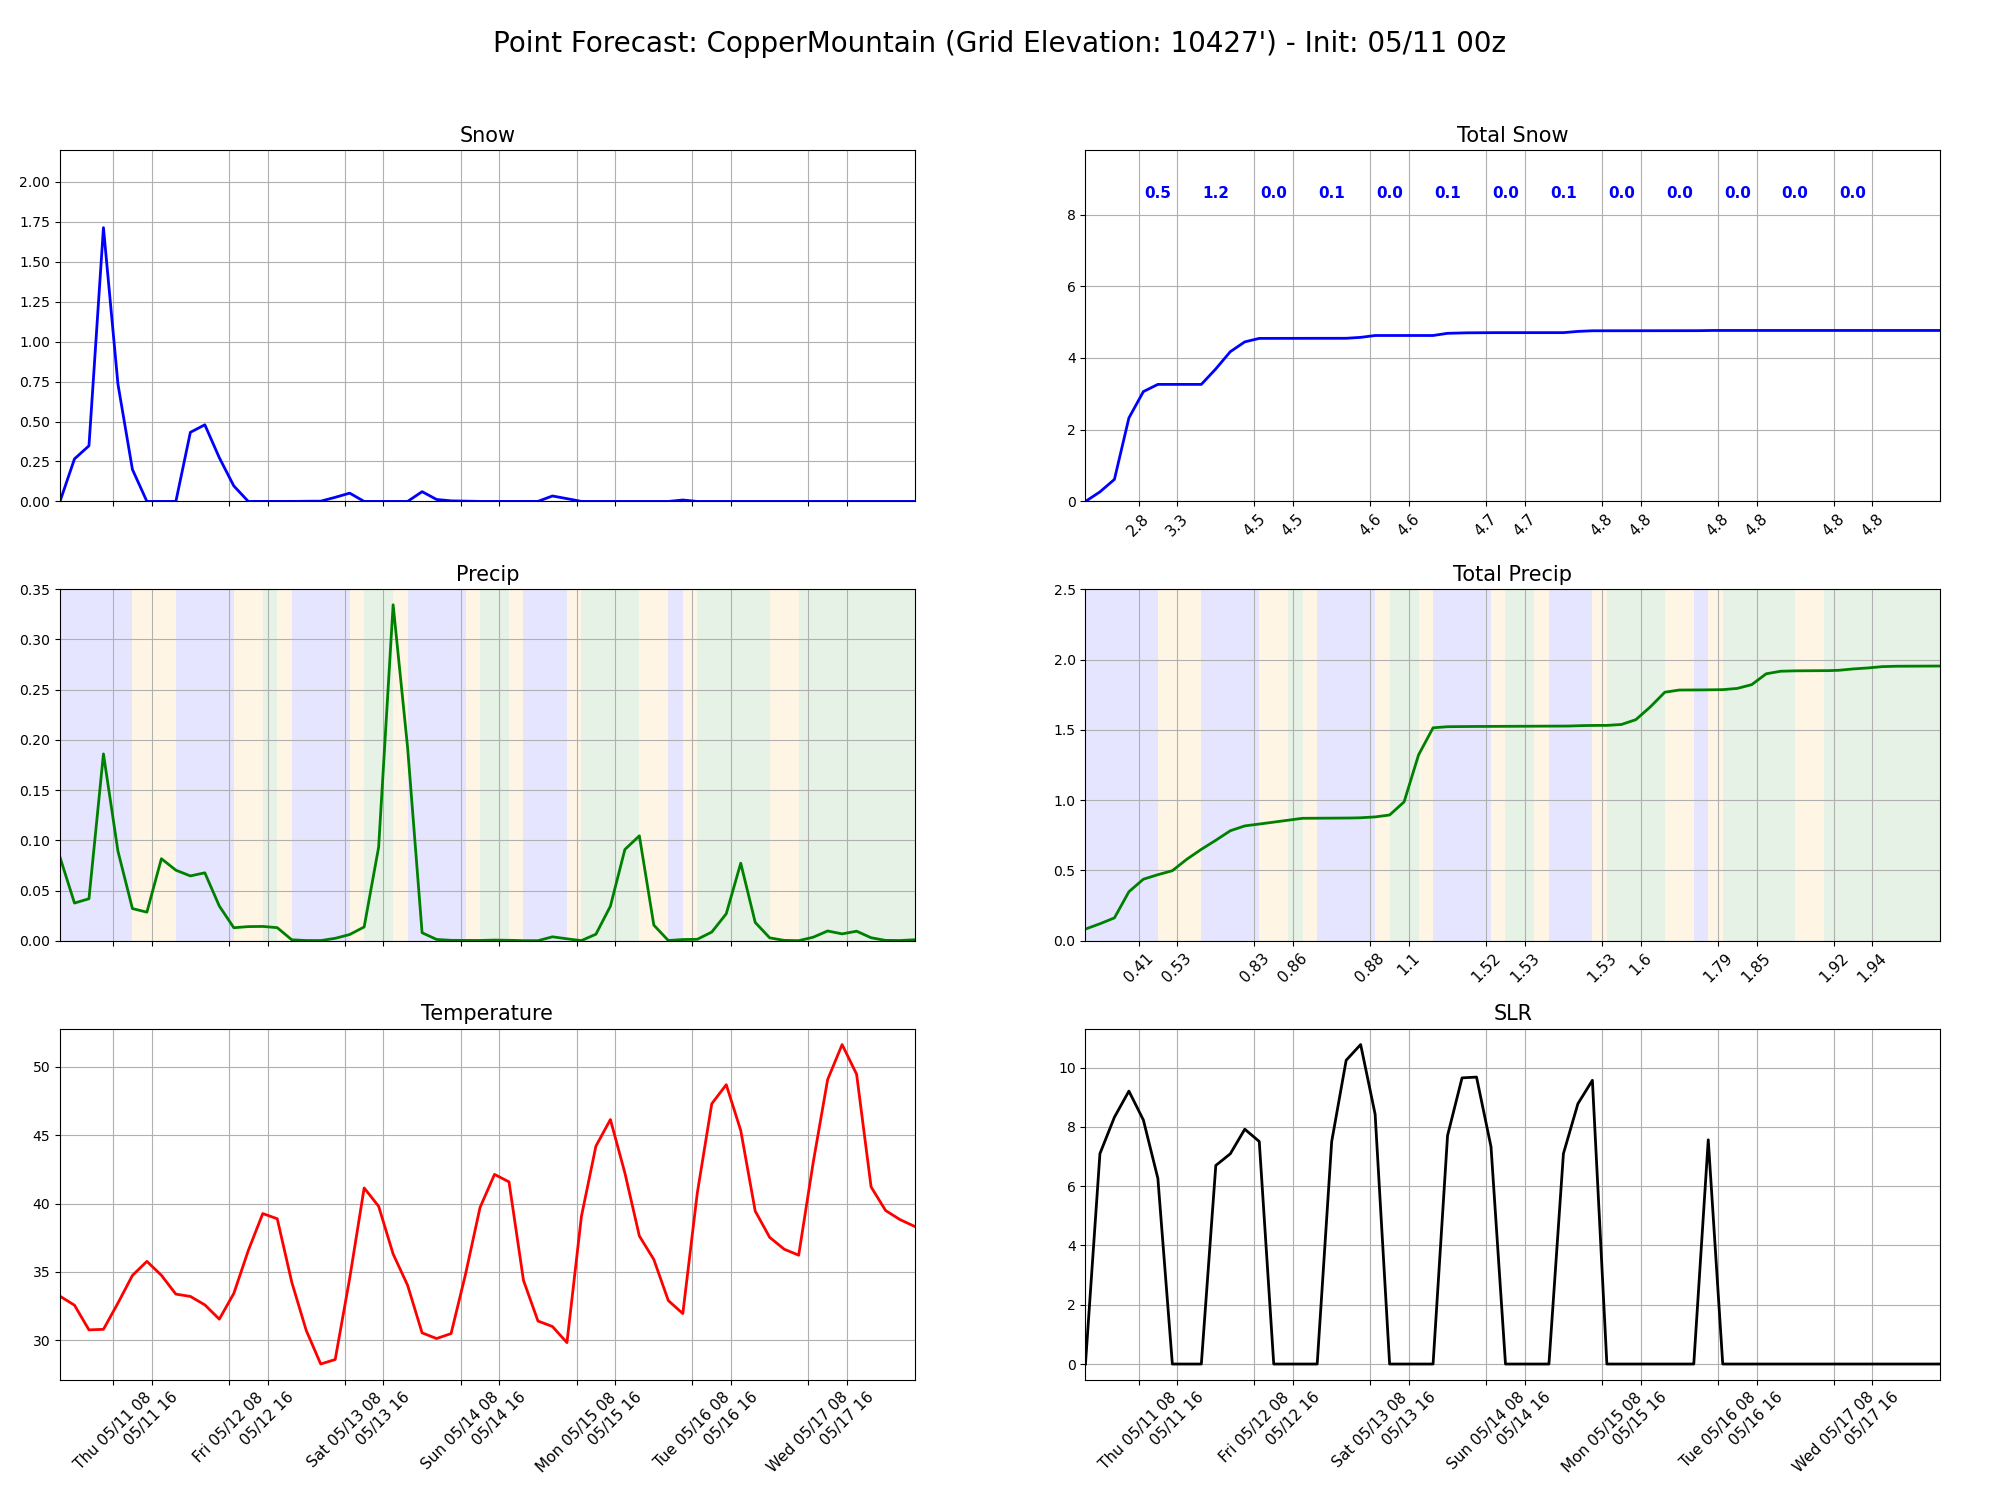 Point Forecast: CopperMountain (Grid Elevation: 10427') - Init: 05/11 00z
Snow
2.00
1.75
1.50
1.25
1.00
0.75
0.50
0.25
0.00
Total Snow
0.5 1.2 0.0 0.1 0.0 0.1 0.0 0.1 0.0 0.0 0.0 0.0 0.0
8
6
4
2
0
2.8 3.3 4.5 4.5 4.6 4.6 4.7 4.7 4.8 4.8 4.8 4.8 4.8 4.8
Precip
0.35
0.30
0.25
0.20
0.15
0.10
0.05
0.00
Total Precip
2.5
2.0
1.5
1.0
0.5
0.0
0.41 0.53 0.83 0.86 0.88 1.1 1.52 1.53 1.53 1.6 1.79 1.85 1.92 1.94
Temperature
50
45
40
35
30
Thu 05/11 08
05/11 16
Fri 05/12 08
05/12 16
Sat 05/13 08
05/13 16
Sun 05/14 08
05/14 16
Mon 05/15 08
05/15 16
Tue 05/16 08
05/16 16
Wed 05/17 08
05/17 16
SLR
10
8
6
4
2
0
Thu 05/11 08
05/11 16
Fri 05/12 08
05/12 16
Sat 05/13 08
05/13 16
Sun 05/14 08
05/14 16
Mon 05/15 08
05/15 16
Tue 05/16 08
05/16 16
Wed 05/17 08
05/17 16